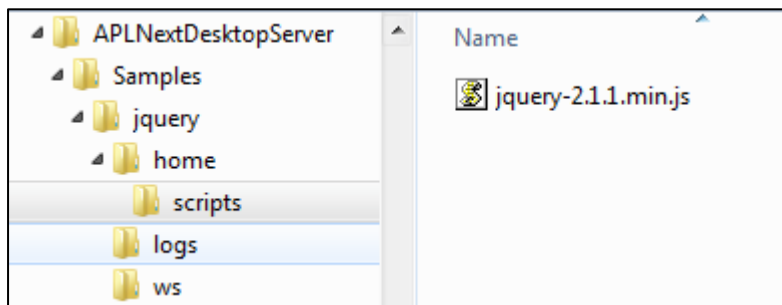 APLNextDesktopServer
Samples
jquery
home
scripts
logs
ws
Name
jquery-2.1.1.min.js